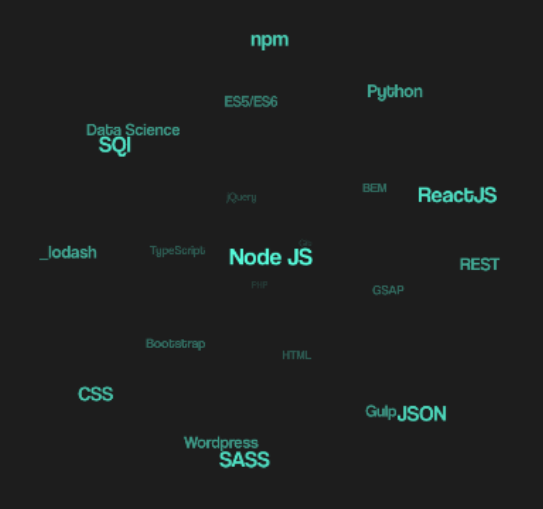 npm
Python
ES5/ES6
Data Science
SQl
BEM
ReactJS
jQuery
_lodash
TypeScript
Node JS
REST
PHP
GSAP
Bootstrap
HTML
CSS
Gulp
JSON
Wordpress
SASS